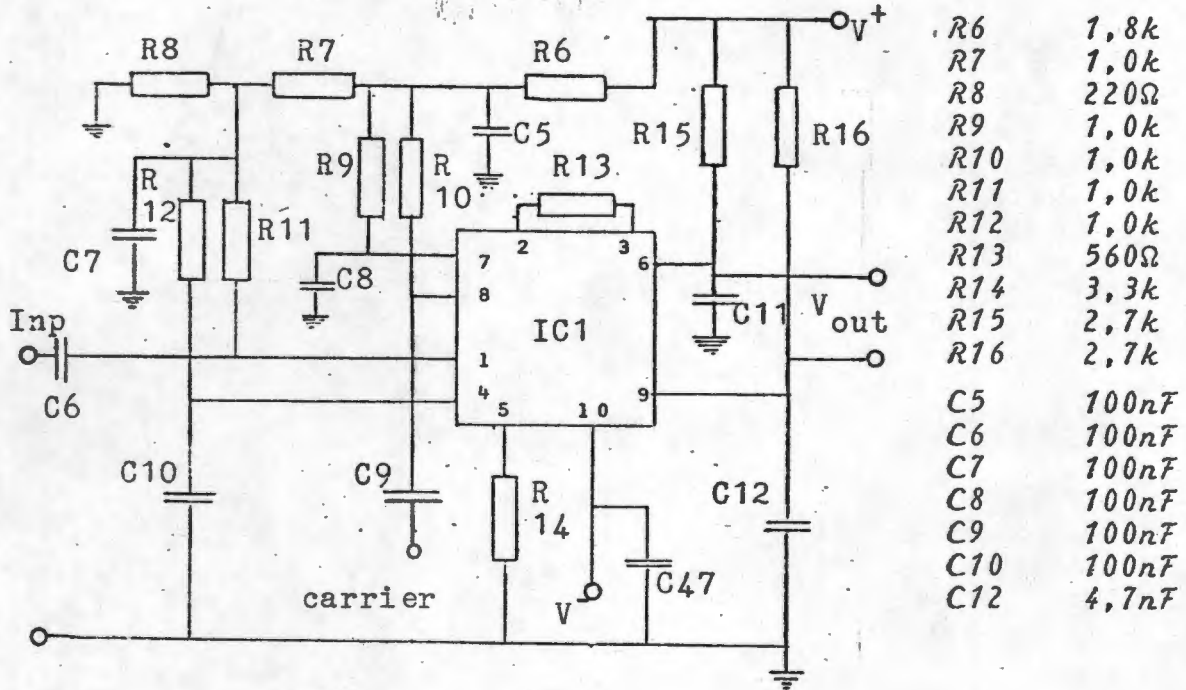 R8
R7
R6
V+
R 12
R11
R9
R 10
C5
R15
R16
R13
C7
C8
2 3
7
8
1
4
5 10
6
9
IC1
C11
Vout
Inp
C6
C10
C9
R 14
C12
carrier
V-
C47
R6 1,8k
R7 1,0k
R8 220Ω
R9 1,0k
R10 1,0k
R11 1,0k
R12 1,0k
R13 560Ω
R14 3,3k
R15 2,7k
R16 2,7k
C5 100nF
C6 100nF
C7 100nF
C8 100nF
C9 100nF
C10 100nF
C12 4,7nF